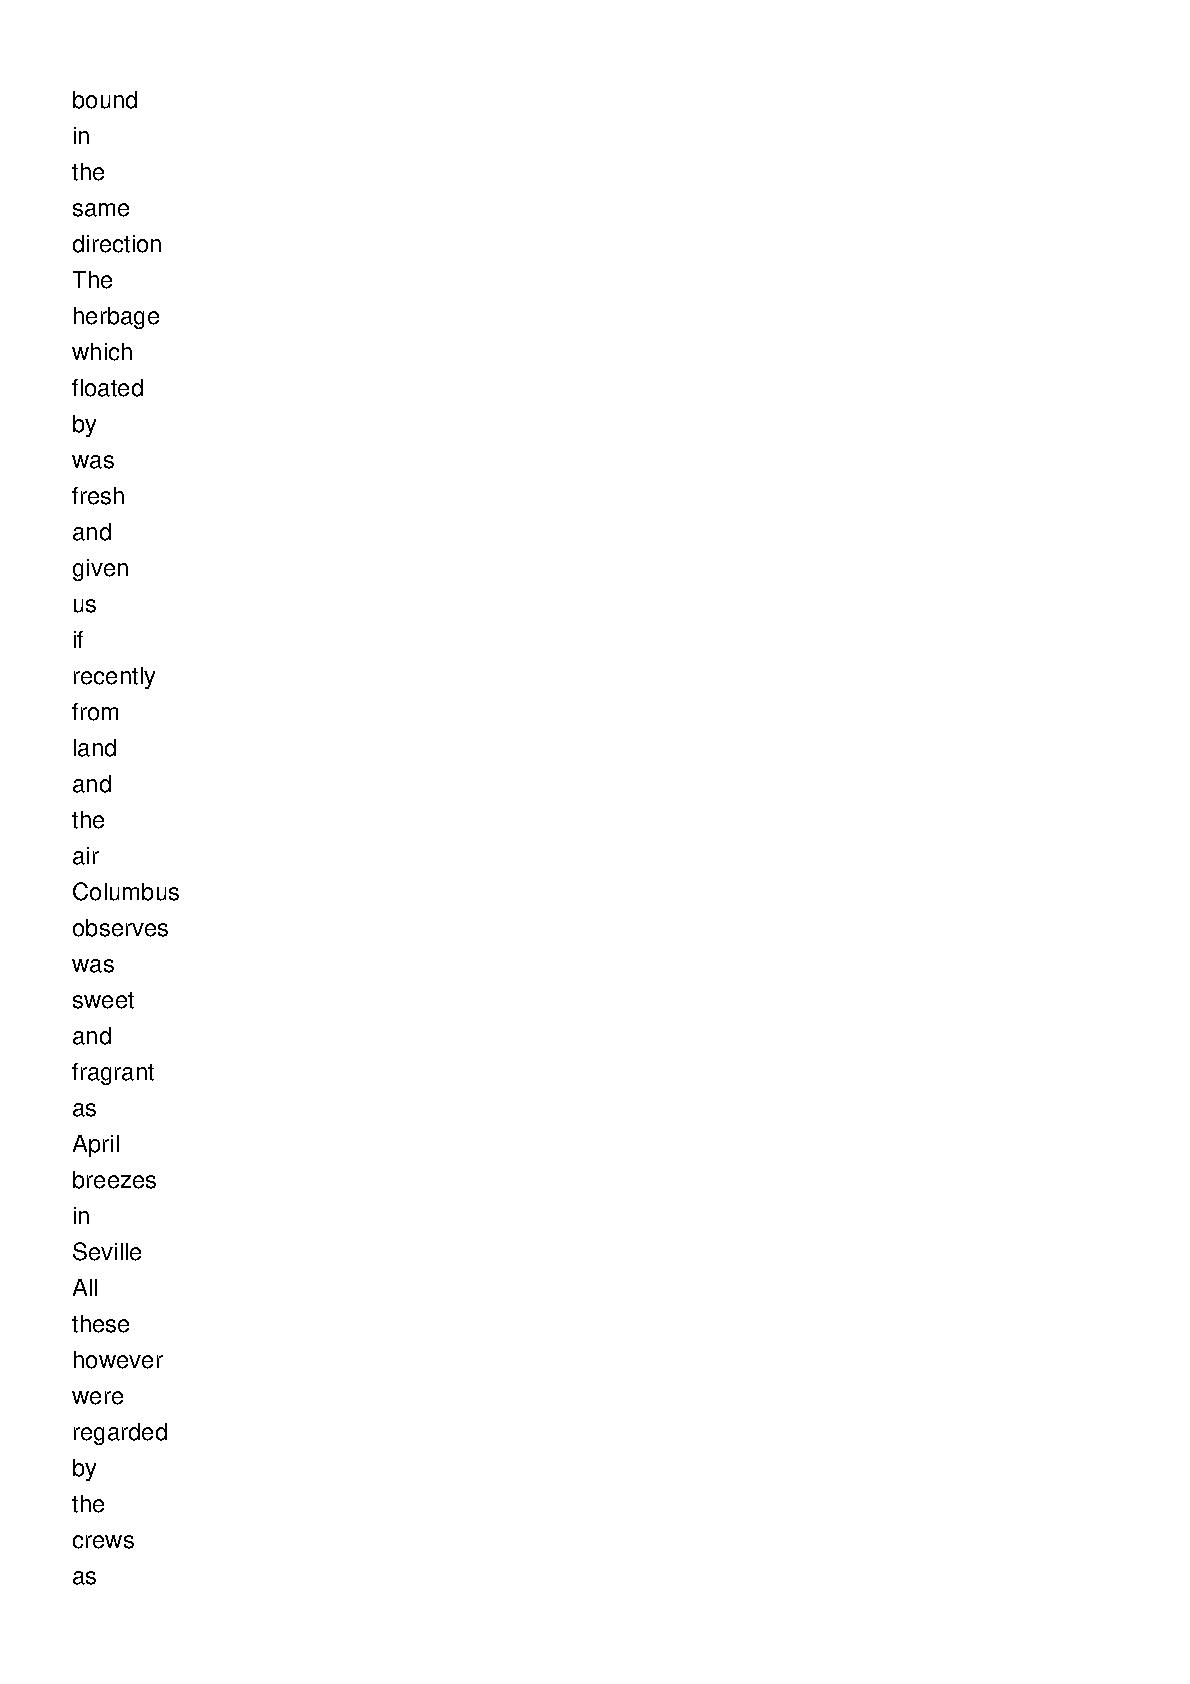 bound
in
the
same
direction
The
herbage
which
floated
by
was
fresh
and
given
us
if
recently
from
land
and
the
air
Columbus
observes
was
sweet
and
fragrant
as
April
breezes
in
Seville
All
these
however
were
regarded
by
the
crews
as